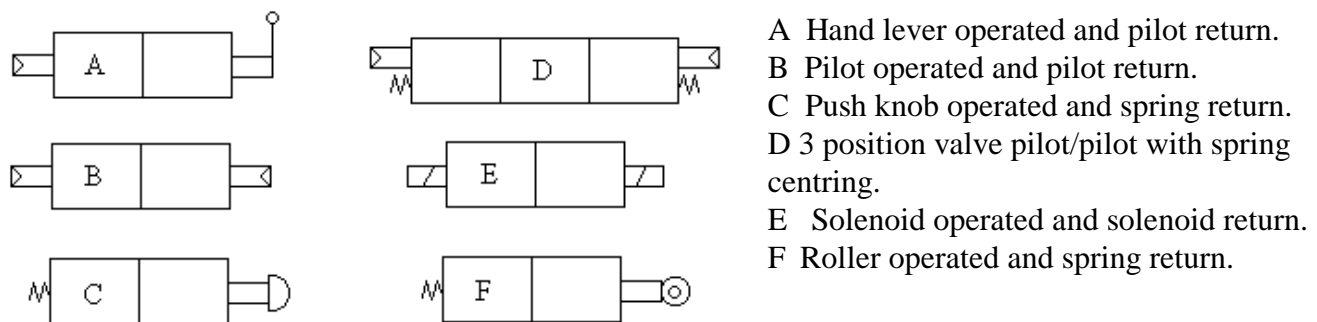 A
D
B
E
C
F
A Hand lever operated and pilot return.
B Pilot operated and pilot return.
C Push knob operated and spring return.
D 3 position valve pilot/pilot with spring
centring.
E Solenoid operated and solenoid return.
F Roller operated and spring return.